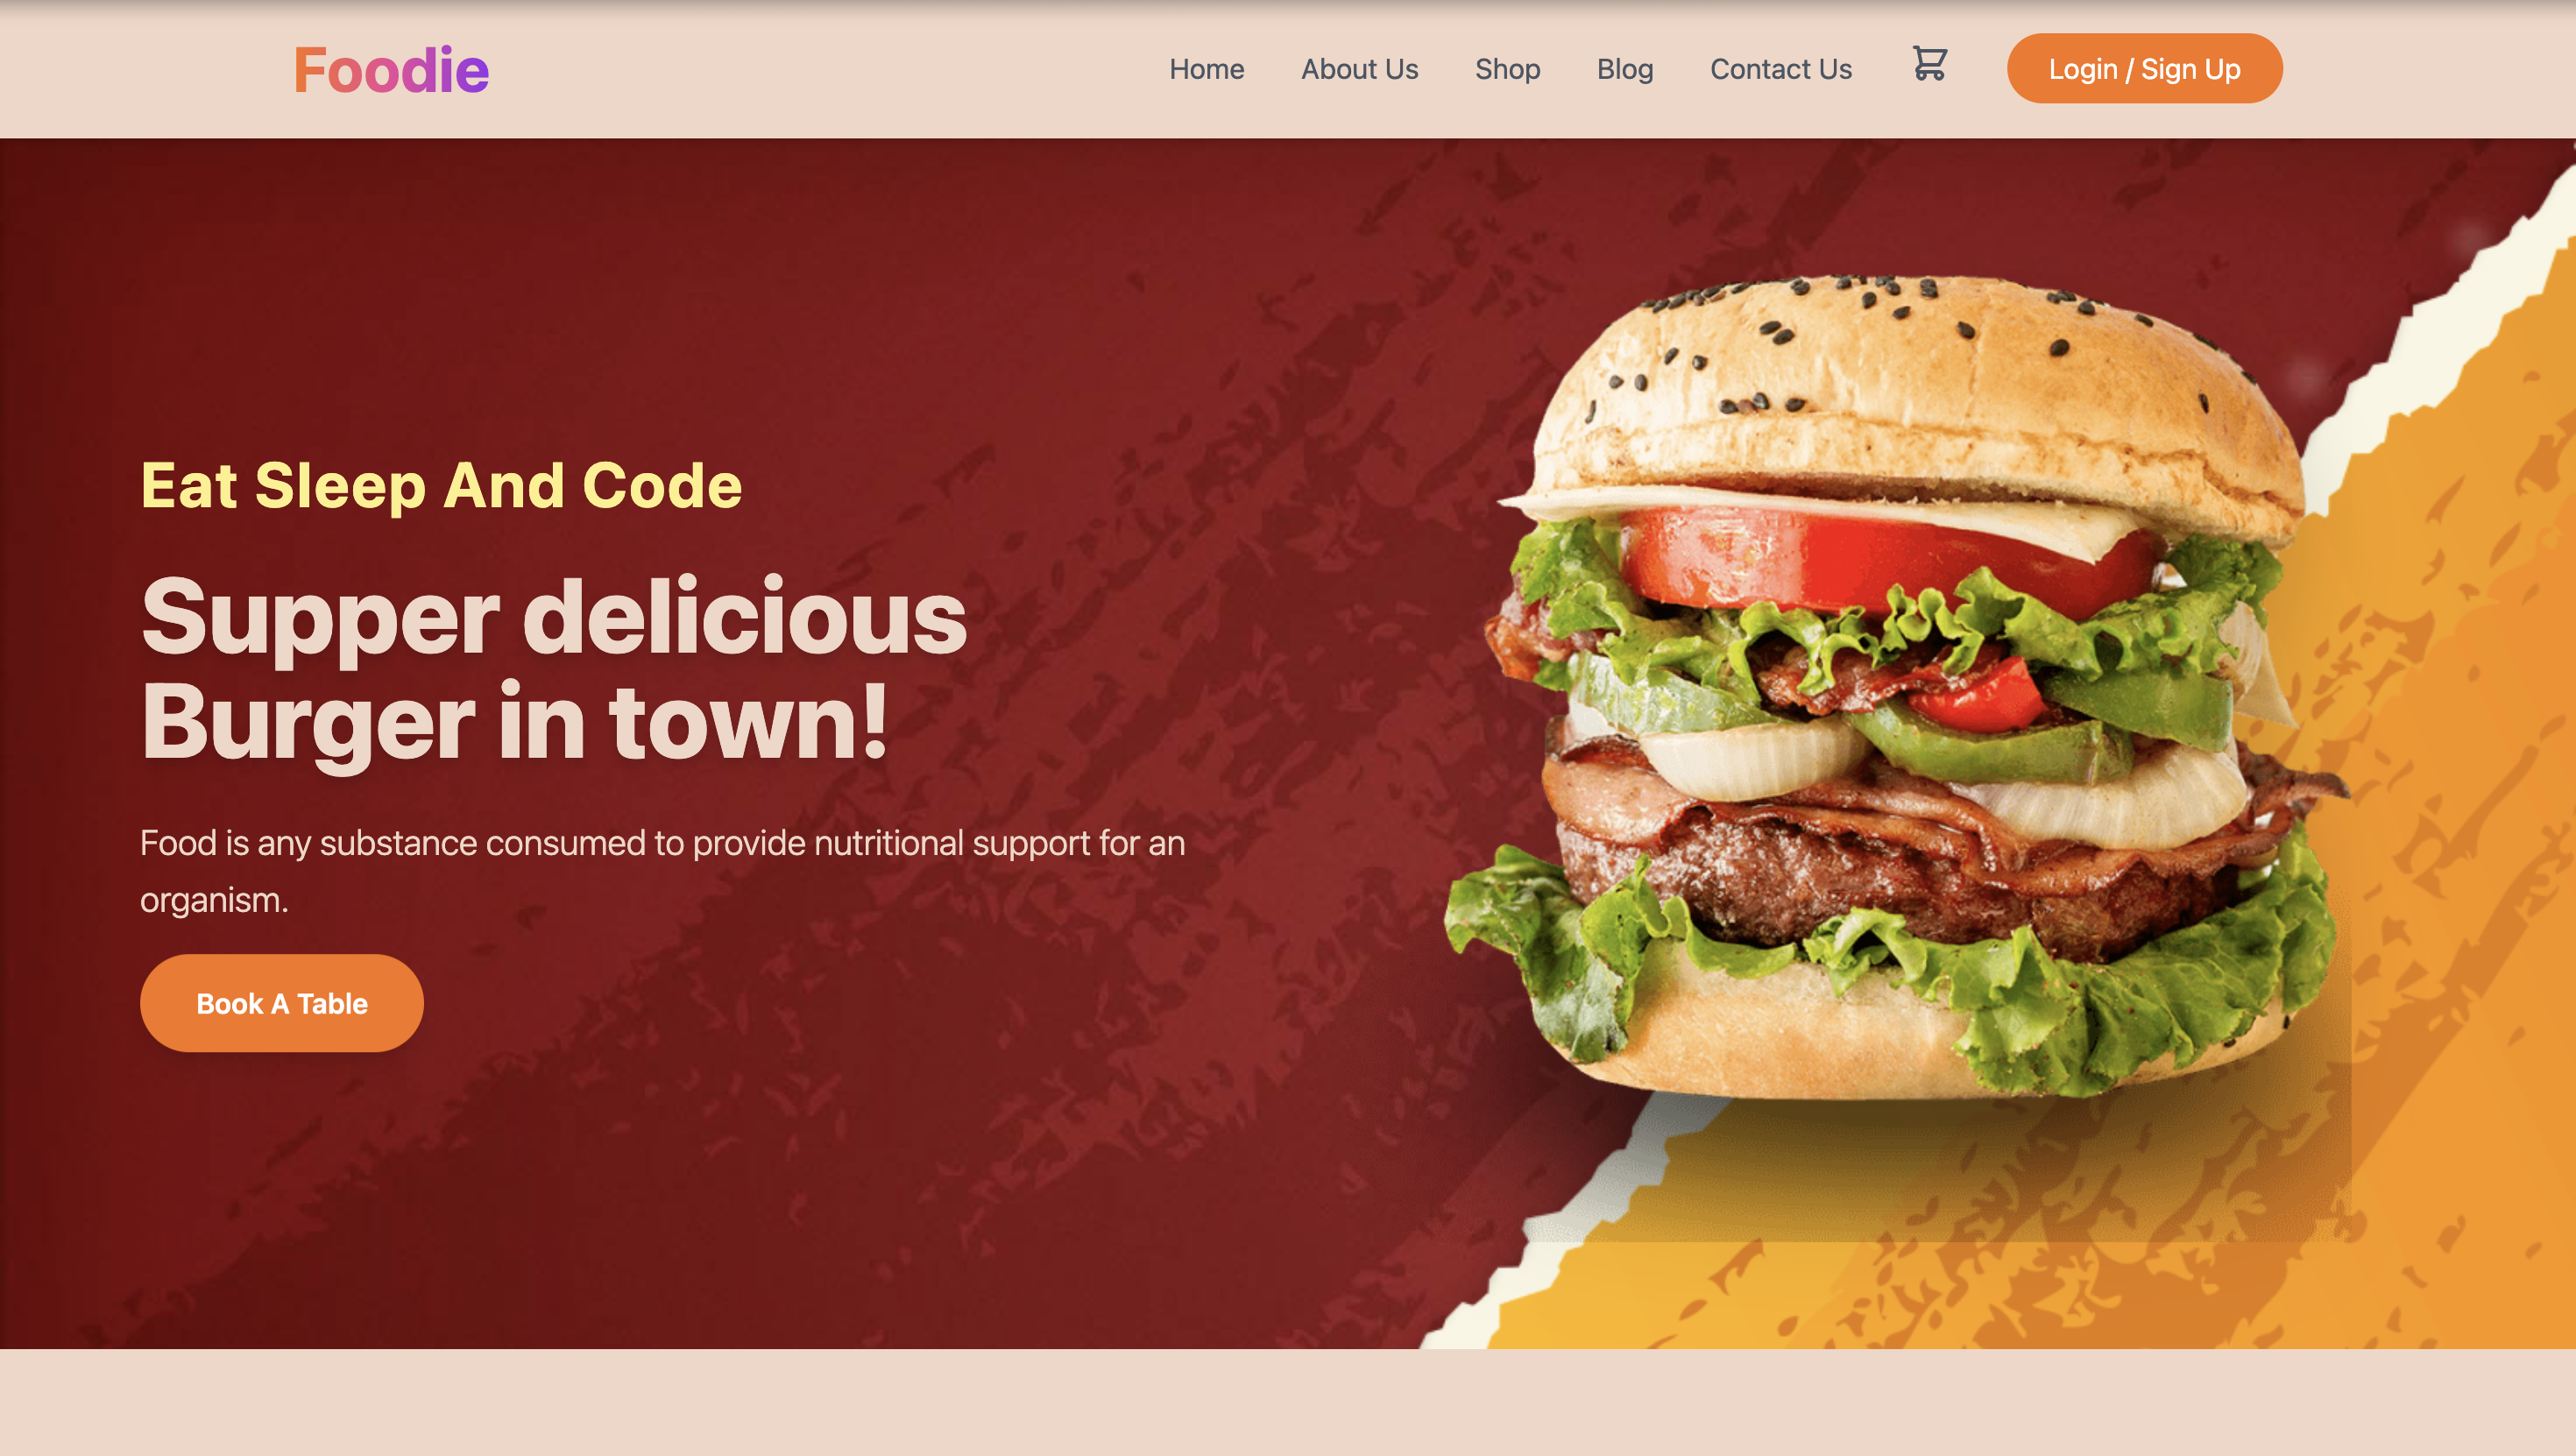 Foodie
Home About Us Shop Blog Contact Us Login / Sign Up
Eat Sleep And Code
Supper delicious
Burger in town!
Food is any substance consumed to provide nutritional support for an
organism.
Book A Table